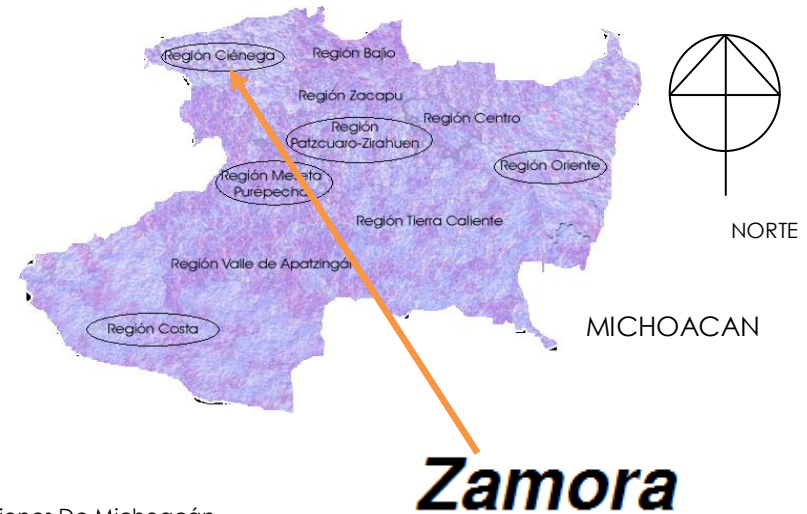 Región Ciénega
Región Bajío
Región Zacapu
Región Centro
Región
Patzcuaro-Zirahuen
Región Oriente
Región Meseta
Purépecha
Región Tierra Caliente
NORTE
Región Valle de Apatzingán
Región Costa
MICHOACAN
Zamora
De Michoacán